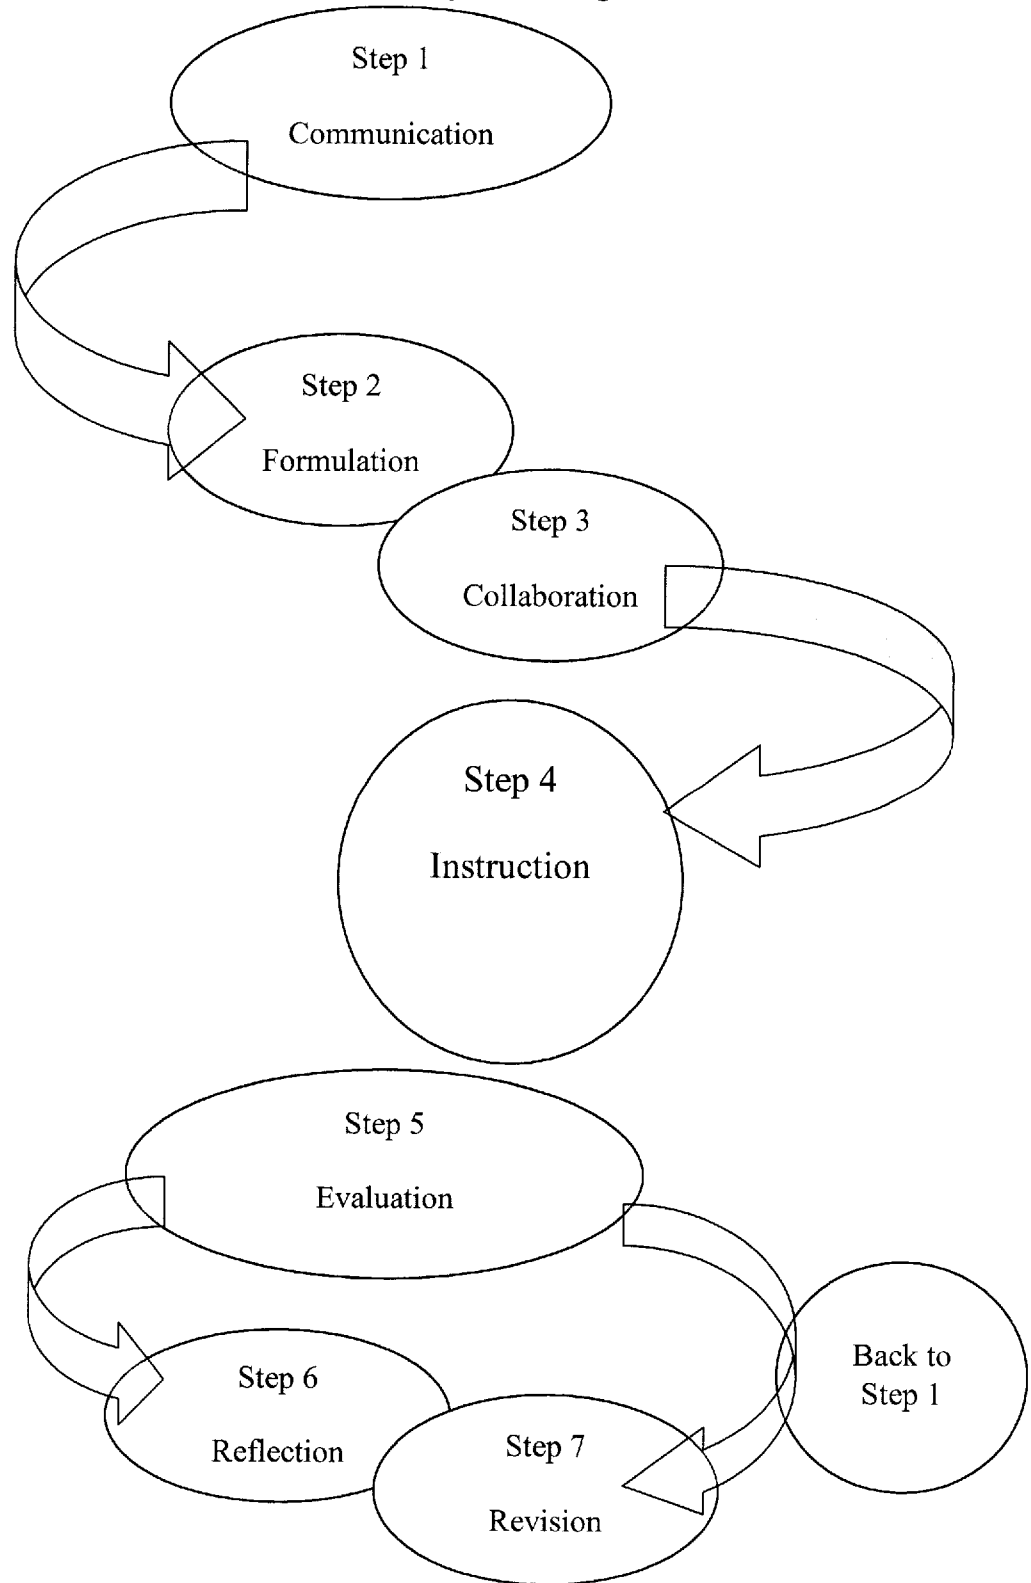 Step 1
Communication
Step 2
Formulation
Step 3
Collaboration
Step 4
Instruction
Step 5
Evaluation
Step 6
Reflection
Step 7
Revision
Back to
Step 1